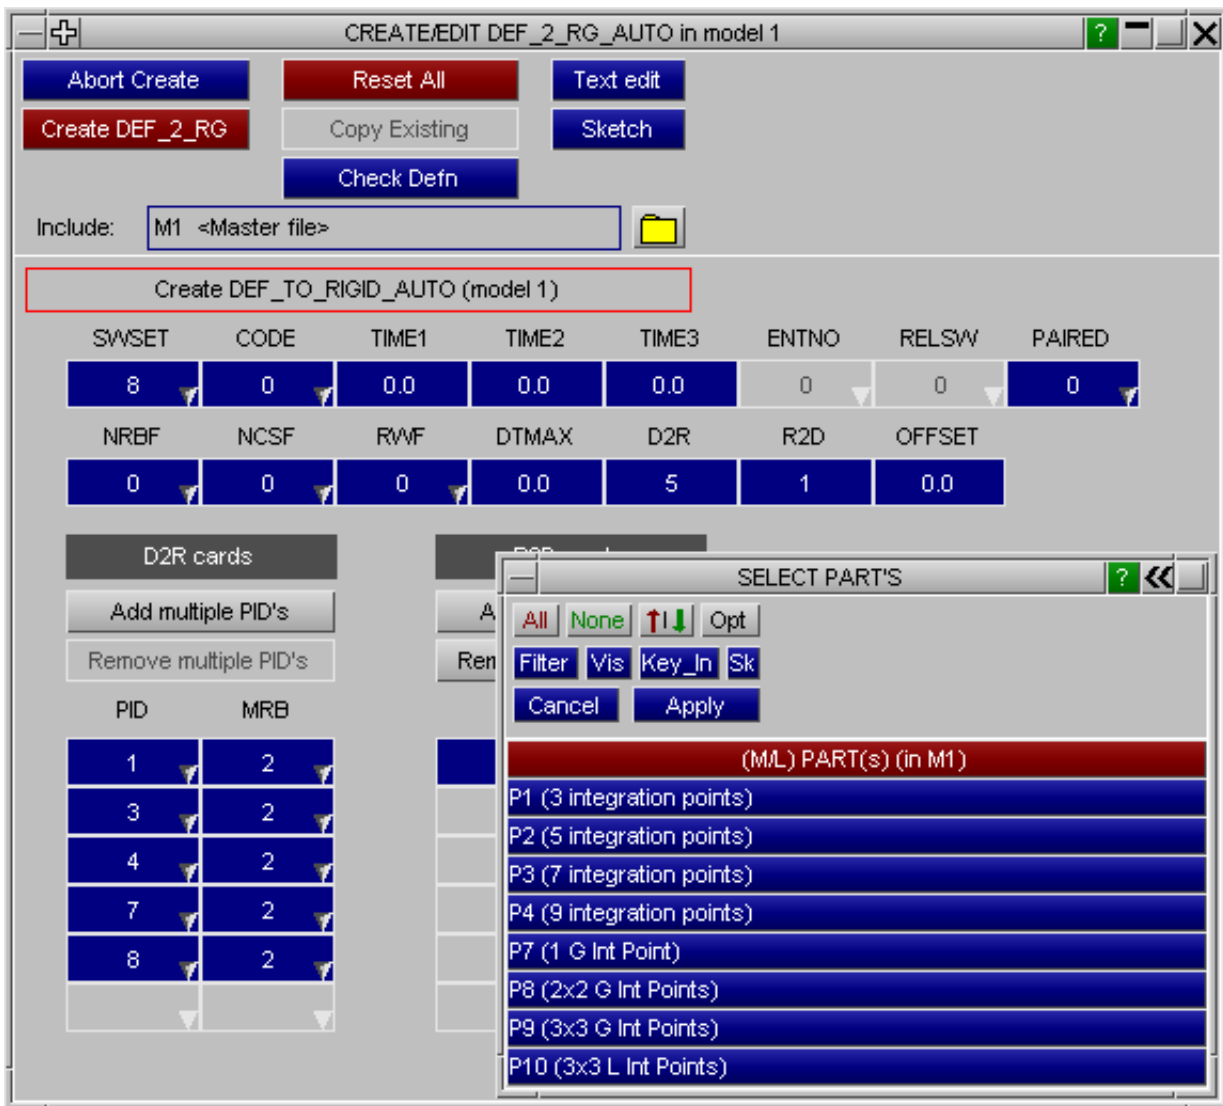 CREATE/EDIT DEF_2_RG_AUTO in model 1 ?
Abort Create Reset All Text edit
Create DEF_2_RG Copy Existing Sketch
Check Defn
Include: M1 <Master file>
Create DEF_TO_RIGID_AUTO (model 1)
SWSET CODE TIME1 TIME2 TIME3 ENTNO RELSW PAIRED
8 0 0.0 0.0 0.0 0 0 0
NRBF NCSF RWF DTMAX D2R R2D OFFSET
0 0 0 0.0 5 1 0.0
D2R cards
Add multiple PID's A
Remove multiple PID's Rem
PID MRB
1 2
3 2
4 2
7 2
8 2
SELECT PART'S ?
All None Opt
Filter Vis Key_In Sk
Cancel Apply
(M/L) PART(s) (in M1)
P1 (3 integration points)
P2 (5 integration points)
P3 (7 integration points)
P4 (9 integration points)
P7 (1 G Int Point)
P8 (2x2 G Int Points)
P9 (3x3 G Int Points)
P10 (3x3 L Int Points)